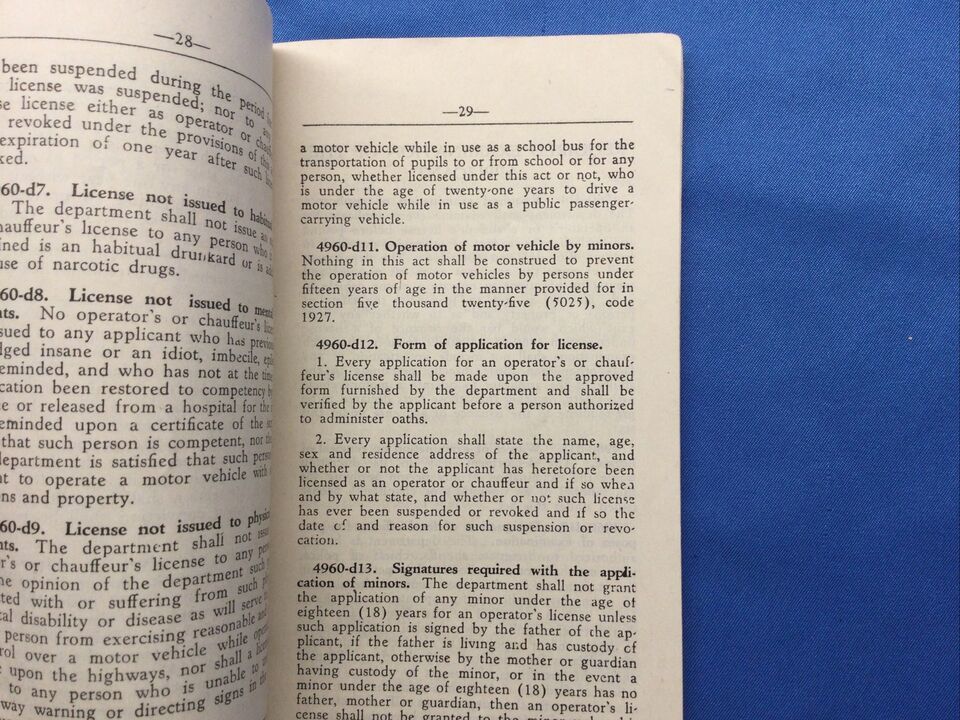 —28—
been suspended during the period
license was suspended; nor to any
license either as operator or
revoked under the provisions of
expiration of one year after such
60-d7. License not issued to
The department shall not issue
chauffeur's license to any person who
is an habitual drunkard or is
use of narcotic drugs.
60-d8. License not issued to
No operator's or chauffeur's
to any applicant who has
insane or an idiot, imbecile,
and who has not at the time
been restored to competency
or released from a hospital for the
upon a certificate of the
that such person is competent, nor
department is satisfied that such
to operate a motor vehicle with
and property.
60-d9. License not issued to
The department shall not
or chauffeur's license to any
opinion of the department such
with or suffering from such
disability or disease as will serve
person from exercising reasonable and
over a motor vehicle while
upon the highways, nor shall a
to any person who is unable to
warning or directing signs in the
—29—
a motor vehicle while in use as a school bus for the
transportation of pupils to or from school or for any
person, whether licensed under this act or not, who
is under the age of twenty-one years to drive a
motor vehicle while in use as a public passenger-
carrying vehicle.
4960-d11. Operation of motor vehicle by minors.
Nothing in this act shall be construed to prevent
the operation of motor vehicles by persons under
fifteen years of age in the manner provided for in
section five thousand twenty-five (5025), code
1927.
4960-d12. Form of application for license.
1. Every application for an operator's or chauf-
feur's license shall be made upon the approved
form furnished by the department and shall be
verified by the applicant before a person authorized
to administer oaths.
2. Every application shall state the name, age,
sex and residence address of the applicant, and
whether or not the applicant has heretofore been
licensed as an operator or chauffeur and if so when
and by what state, and whether or not such license
has ever been suspended or revoked and if so the
date of and reason for such suspension or revo-
cation.
4960-d13. Signatures required with the appli-
cation of minors. The department shall not grant
the application of any minor under the age of
eighteen (18) years for an operator's license unless
such application is signed by the father of the ap-
plicant, if the father is living and has custody of
the applicant, otherwise by the mother or guardian
having custody of the minor, or in the event a
minor under the age of eighteen (18) years has no
father, mother or guardian, then an operator's li-
cense shall not be granted to the minor